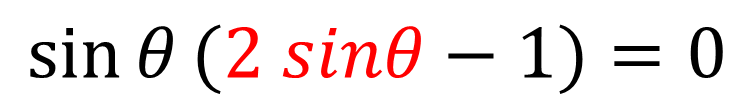 sin θ (2 sinθ − 1) = 0